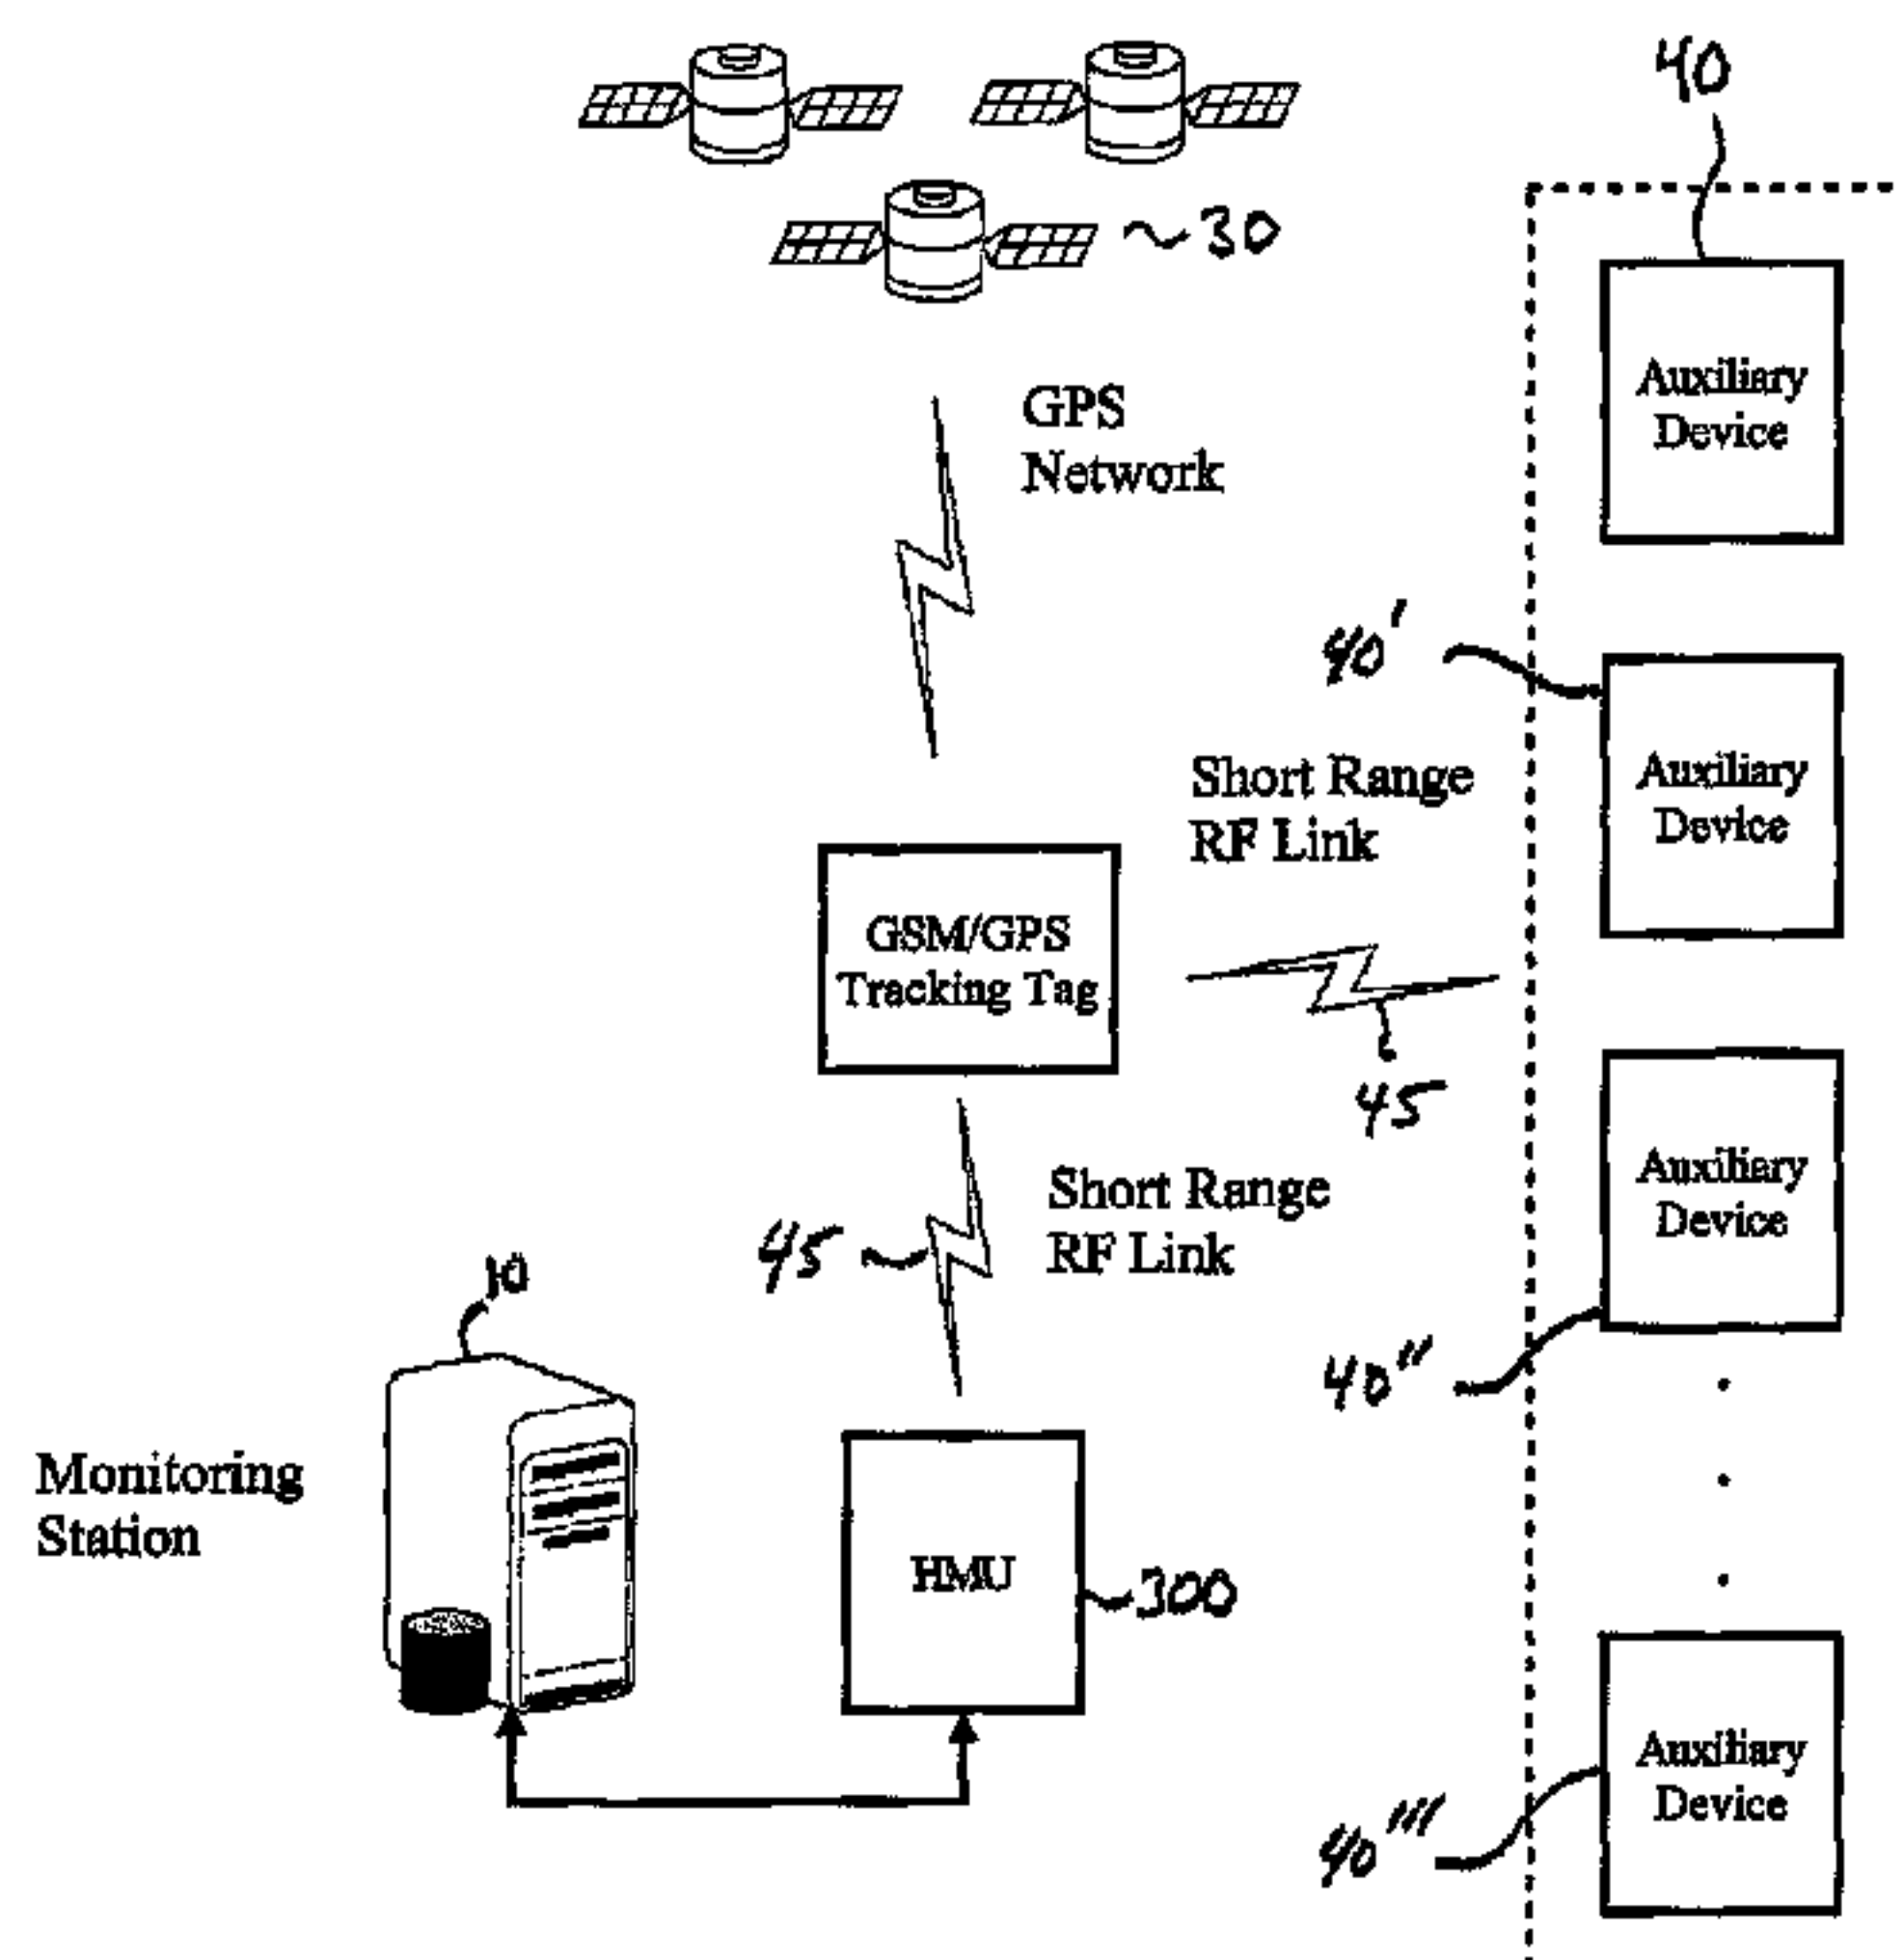 40
30
Auxiliary
Device
GPS
Network
40'
Short Range
RF Link
Auxiliary
Device
GSM/GPS
Tracking Tag
45
Auxiliary
Device
Short Range
RF Link
45
10
40"
Monitoring
Station
HMU
300
Auxiliary
Device
40'''